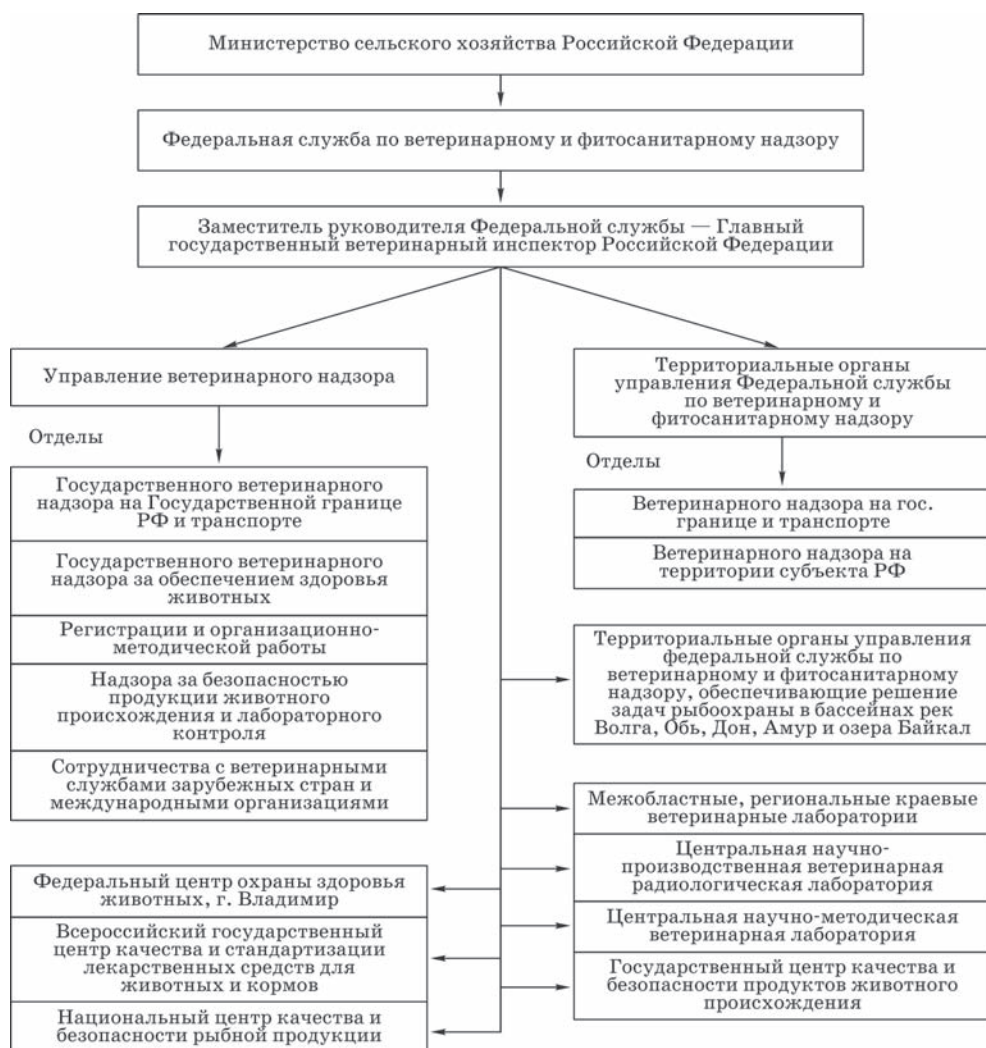 Министерство сельского хозяйства Российской Федерации
Федеральная служба по ветеринарному и фитосанитарному надзору
Заместитель руководителя Федеральной службы — Главный
государственный ветеринарный инспектор Российской Федерации
Управление ветеринарного надзора
Отделы
Государственного ветеринарного
надзора на Государственной границе
РФ и транспорте
Государственного ветеринарного
надзора за обеспечением здоровья
животных
Регистрации и организационно-
методической работы
Надзора за безопасностью
продукции животного
происхождения и лабораторного
контроля
Сотрудничества с ветеринарными
службами зарубежных стран и
международными организациями
Федеральный центр охраны здоровья
животных, г. Владимир
Всероссийский государственный
центр качества и стандартизации
лекарственных средств для
животных и кормов
Национальный центр качества и
безопасности рыбной продукции
Территориальные органы
управления Федеральной службы
по ветеринарному и
фитосанитарному надзору
Отделы
Ветеринарного надзора на гос.
границе и транспорте
Ветеринарного надзора на
территории субъекта РФ
Территориальные органы управления
федеральной службы по
ветеринарному и фитосанитарному
надзору, обеспечивающие решение
задач рыбоохраны в бассейнах рек
Волга, Обь, Дон, Амур и озера Байкал
Межобластные, региональные краевые
ветеринарные лаборатории
Центральная научно-
производственная ветеринарная
радиологическая лаборатория
Центральная научно-методическая
ветеринарная лаборатория
Государственный центр качества и
безопасности продуктов животного
происхождения